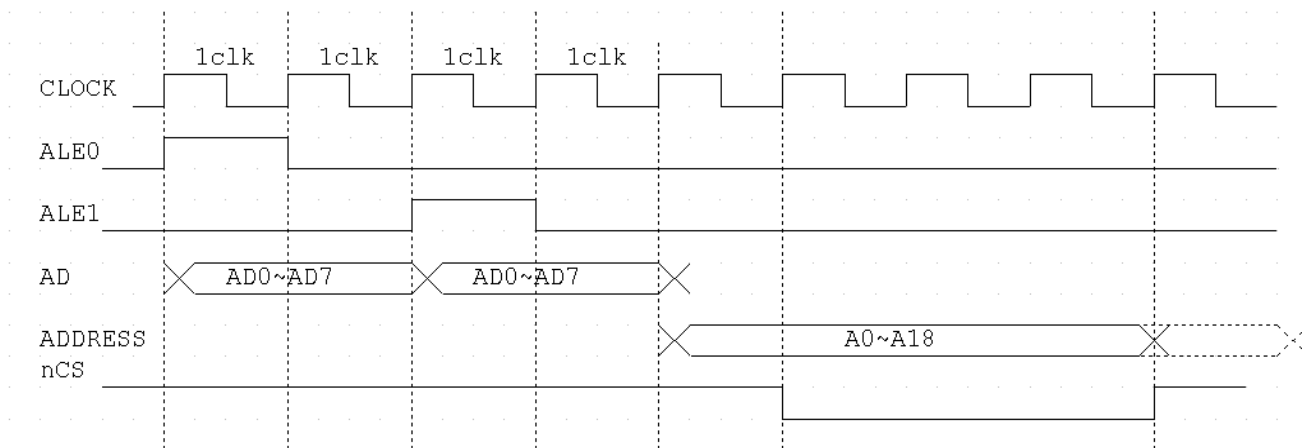 1clk 1clk 1clk 1clk
CLOCK
ALE0
ALE1
AD AD0~AD7 AD0~AD7
ADDRESS A0~A18
nCS